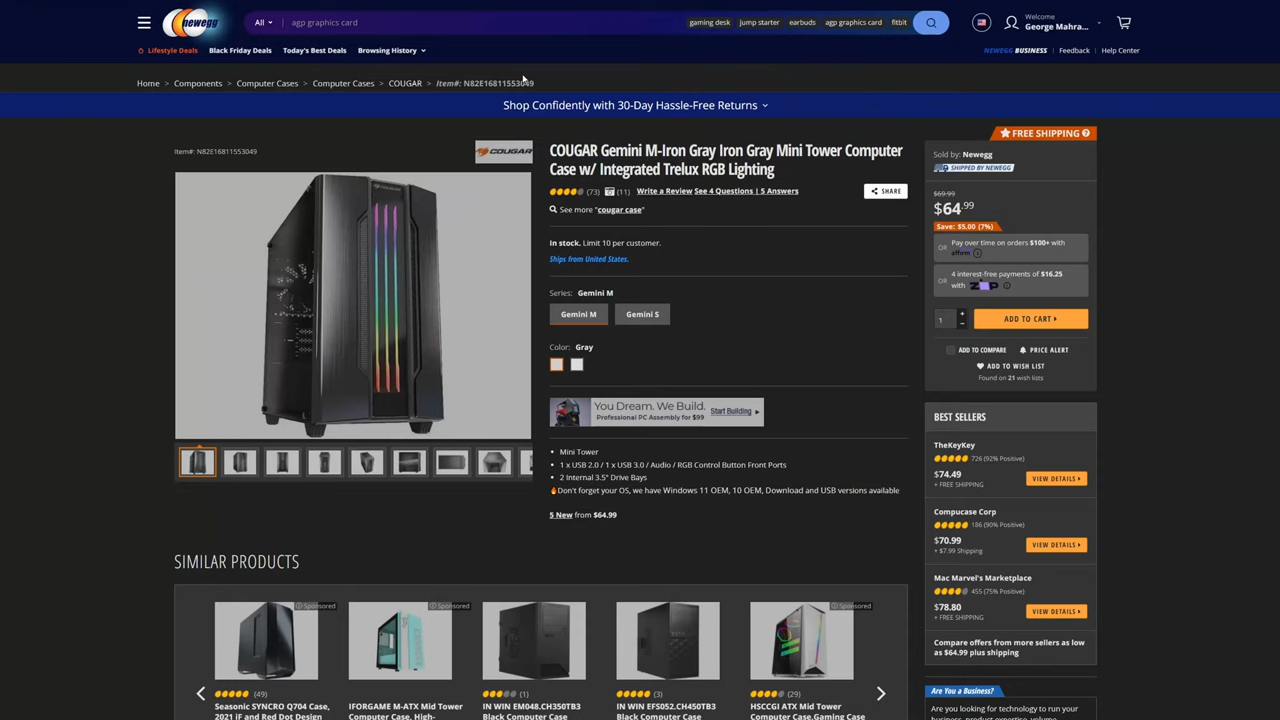 newegg
All
agp graphics card
gaming desk
jump starter
earbuds
agp graphics card
fitbit
Welcome
George Mahra...
Lifestyle Deals
Black Friday Deals
Today's Best Deals
Browsing History
NEWEGG BUSINESS
Feedback
Help Center
Home > Components > Computer Cases > Computer Cases > COUGAR > Item#: N82E16811553049
Shop Confidently with 30-Day Hassle-Free Returns
Item#: N82E16811553049
COUGAR
COUGAR Gemini M-Iron Gray Iron Gray Mini Tower Computer
Case w/ Integrated Trelux RGB Lighting
(73) (11) Write a Review See 4 Questions | 5 Answers
SHARE
See more "cougar case"
In stock. Limit 10 per customer.
Ships from United States.
Series: Gemini M
Gemini M
Gemini S
Color: Gray
You Dream. We Build.
Professional PC Assembly for $99
Start Building
• Mini Tower
• 1 x USB 2.0 / 1 x USB 3.0 / Audio / RGB Control Button Front Ports
• 2 Internal 3.5" Drive Bays
🔥Don't forget your OS, we have Windows 11 OEM, 10 OEM, Download and USB versions available
5 New from $64.99
FREE SHIPPING
Sold by: Newegg
SHIPPED BY NEWEGG
$69.99
$64.99
Save: $5.00 (7%)
OR
Pay over time on orders $100+ with
affirm
OR
4 interest-free payments of $16.25
with ZIP
1
ADD TO CART
ADD TO COMPARE
PRICE ALERT
ADD TO WISH LIST
Found on 21 wish lists
BEST SELLERS
TheKeyKey
726 (92% Positive)
$74.49
+ FREE SHIPPING
VIEW DETAILS
Compucase Corp
186 (90% Positive)
$70.99
+ $7.99 Shipping
VIEW DETAILS
Mac Marvel's Marketplace
455 (75% Positive)
$78.80
+ FREE SHIPPING
VIEW DETAILS
Compare offers from more sellers as low
as $64.99 plus shipping
Are You a Business?
Are you looking for technology to run your
SIMILAR PRODUCTS
Sponsored
(49)
Seasonic SYNCRO Q704 Case,
2021 iF and Red Dot Design
Sponsored
IFORGAME M-ATX Mid Tower
Computer Case, High-
(1)
IN WIN EM048.CH350TB3
Black Computer Case
(3)
IN WIN EFS052.CH450TB3
Black Computer Case
Sponsored
(29)
HSCCGI ATX Mid Tower
Computer Case,Gaming Case